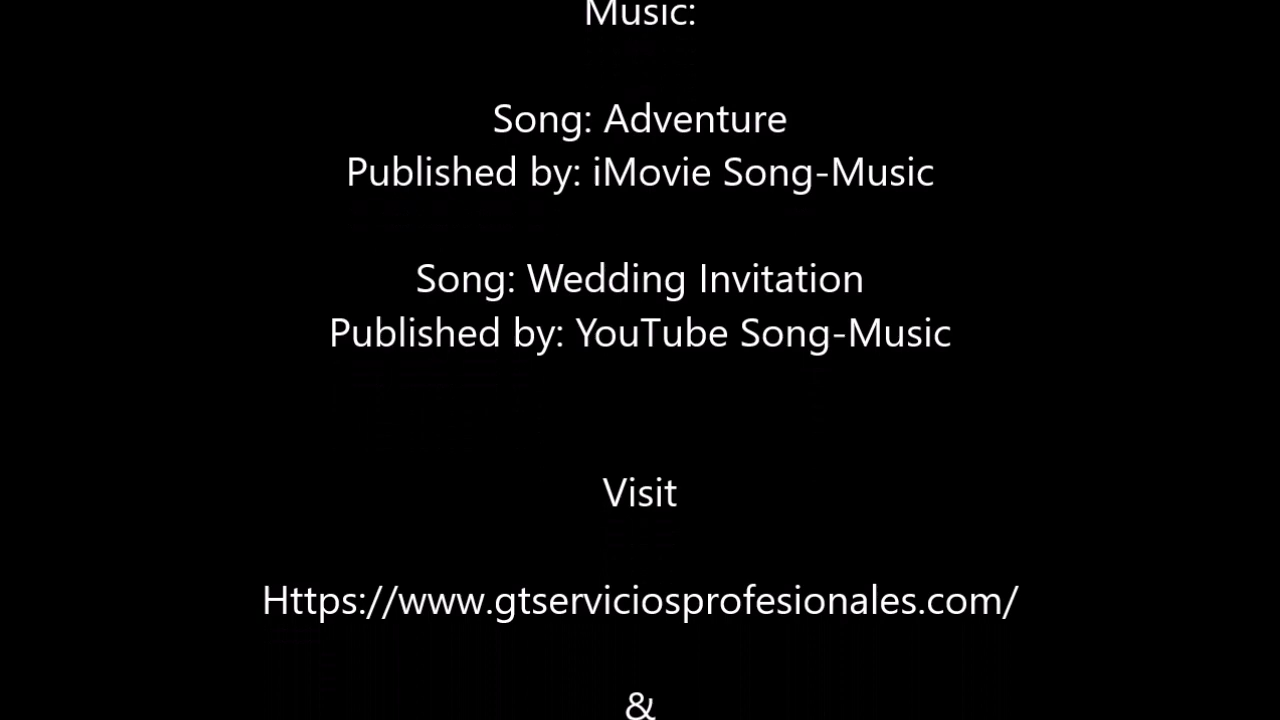 Music:
Song: Adventure
Published by: iMovie Song-Music
Song: Wedding Invitation
Published by: YouTube Song-Music
Visit
Https://www.gtserviciosprofesionales.com/
&